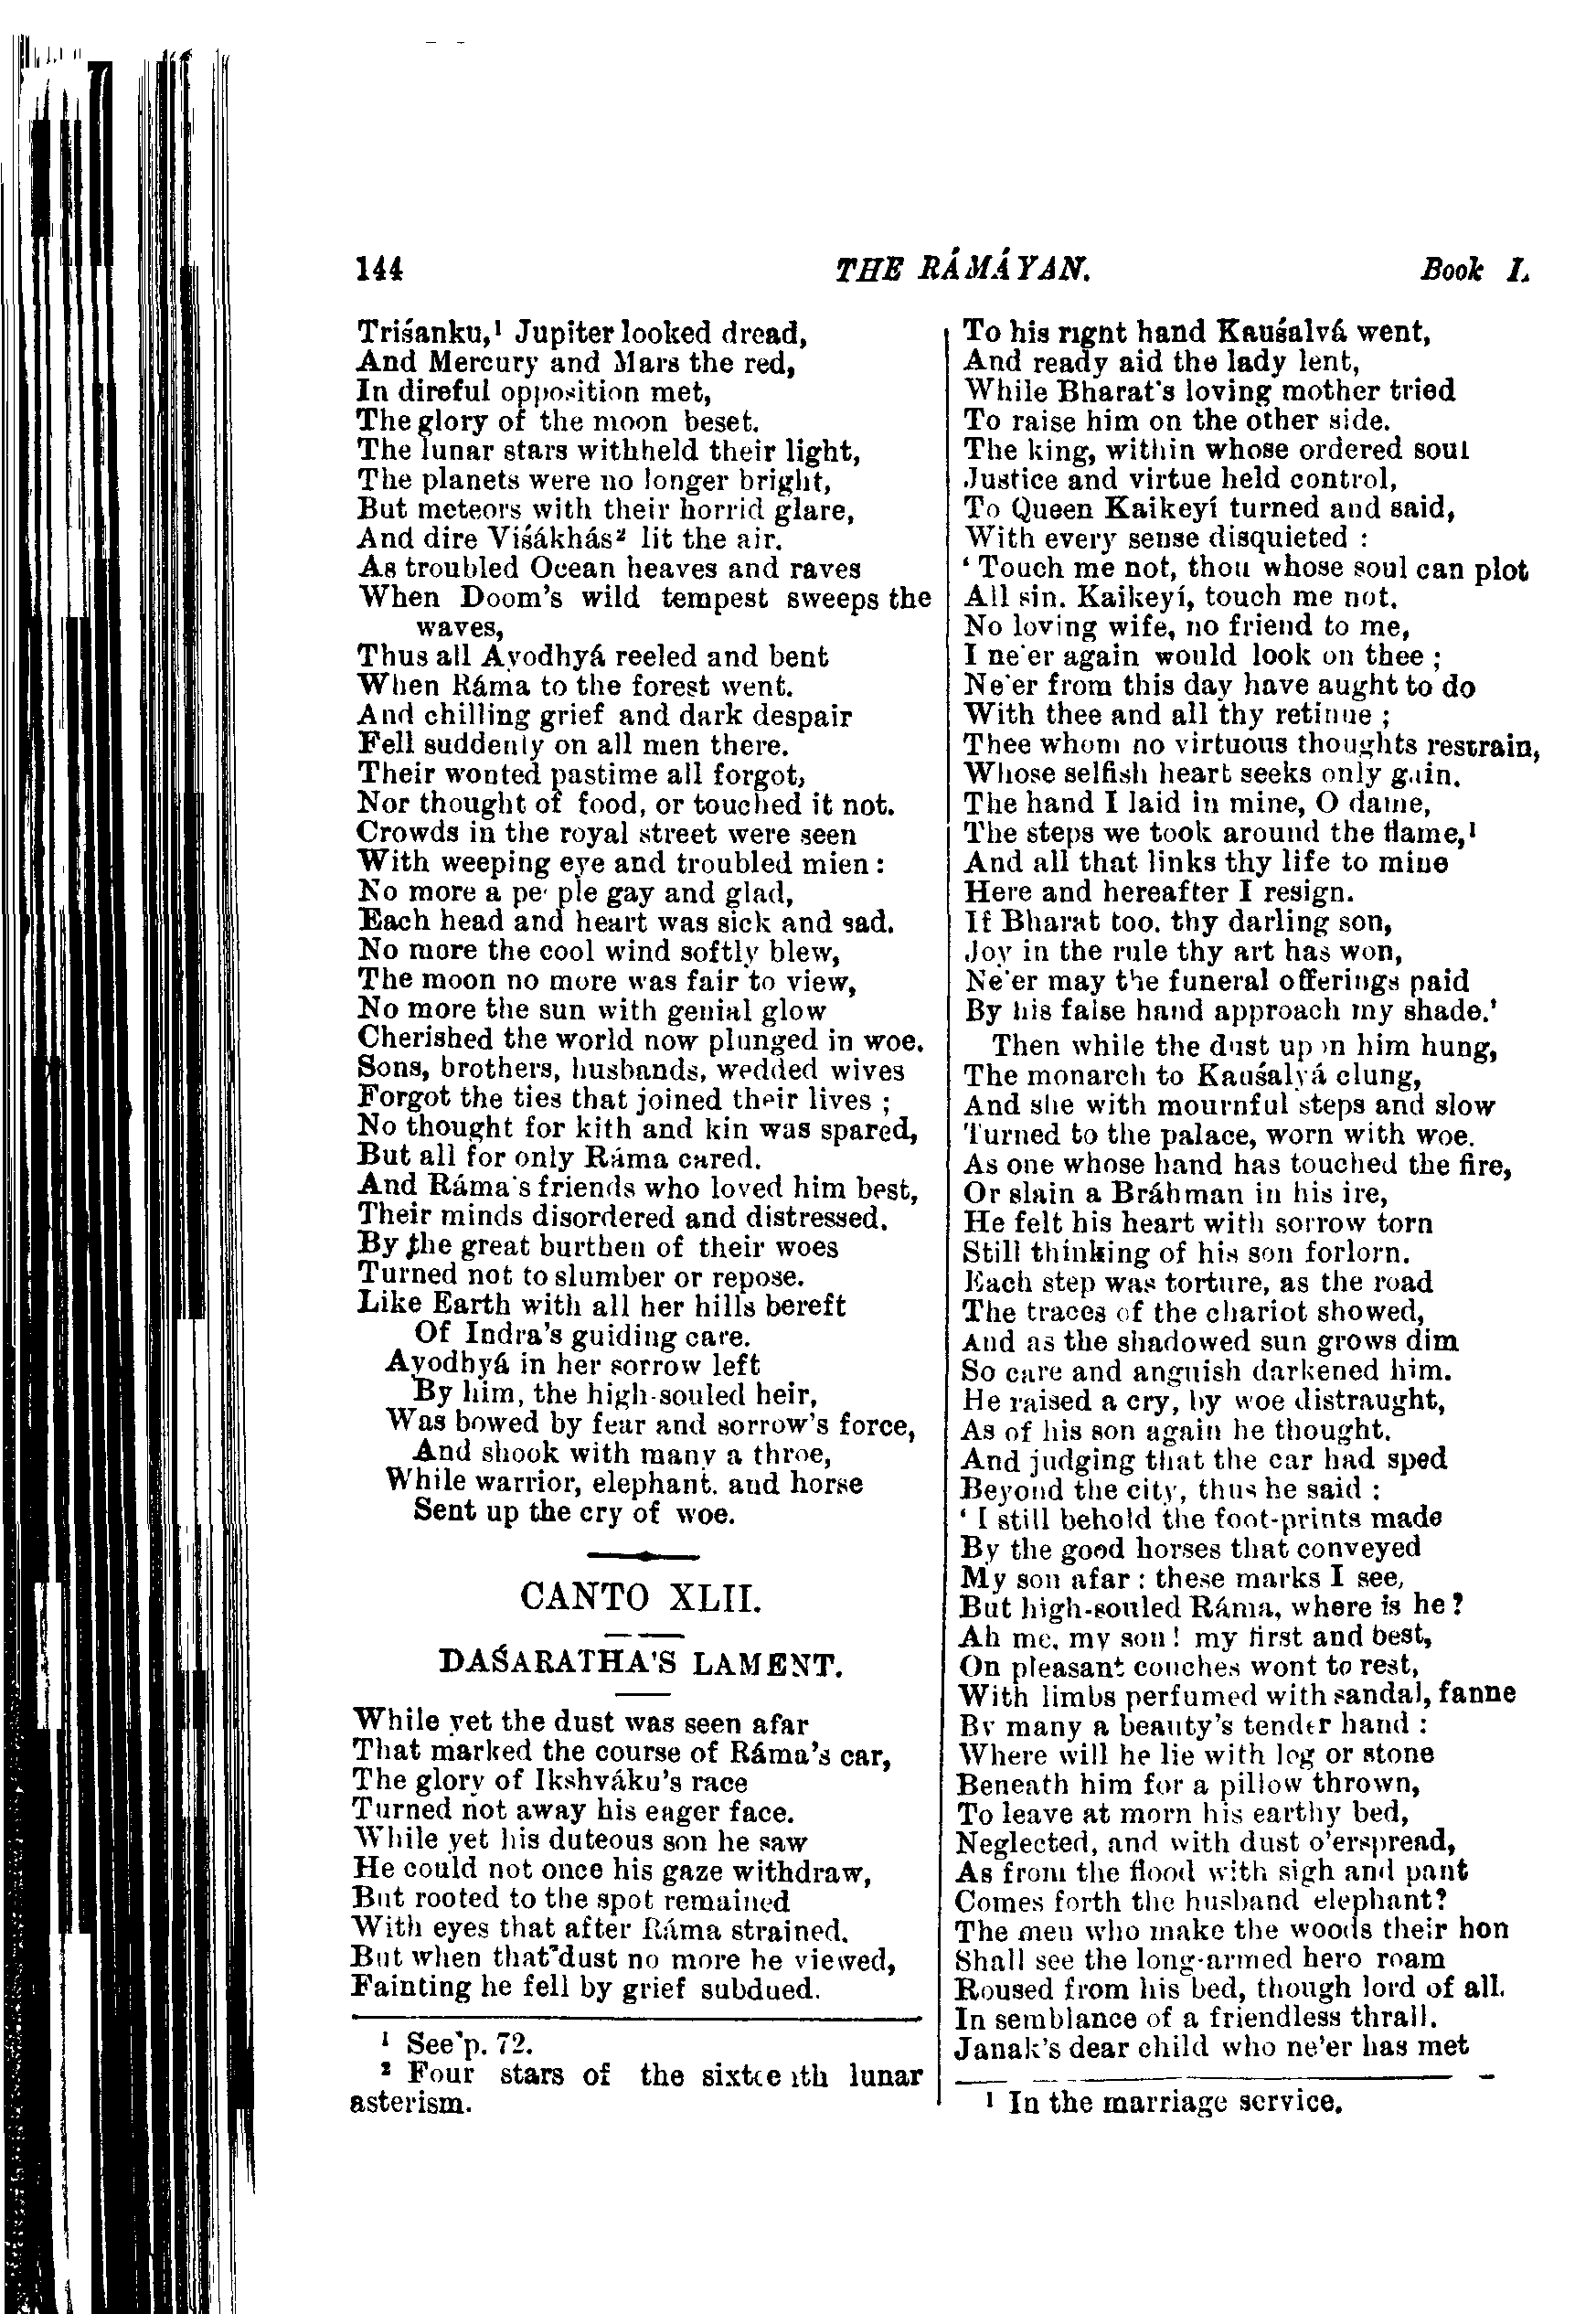 144 THE RÁMÁYAN. Book I.
Triśanku,¹ Jupiter looked dread,
And Mercury and Mars the red,
In direful opposition met,
The glory of the moon beset.
The lunar stars withheld their light,
The planets were no longer bright,
But meteors with their horrid glare,
And dire Viśákhás² lit the air.
As troubled Ocean heaves and raves
When Doom's wild tempest sweeps the
waves,
Thus all Ayodhyá reeled and bent
When Ráma to the forest went.
And chilling grief and dark despair
Fell suddenly on all men there.
Their wonted pastime all forgot,
Nor thought of food, or touched it not.
Crowds in the royal street were seen
With weeping eye and troubled mien:
No more a people gay and glad,
Each head and heart was sick and sad.
No more the cool wind softly blew,
The moon no more was fair to view,
No more the sun with genial glow
Cherished the world now plunged in woe.
Sons, brothers, husbands, wedded wives
Forgot the ties that joined their lives ;
No thought for kith and kin was spared,
But all for only Ráma cared.
And Ráma's friends who loved him best,
Their minds disordered and distressed.
By the great burthen of their woes
Turned not to slumber or repose.
Like Earth with all her hills bereft
Of Indra's guiding care.
Ayodhyá in her sorrow left
By him, the high-souled heir,
Was bowed by fear and sorrow's force,
And shook with many a throe,
While warrior, elephant. and horse
Sent up the cry of woe.
CANTO XLII.
DAŚARATHA'S LAMENT.
While yet the dust was seen afar
That marked the course of Ráma's car,
The glory of Ikshváku's race
Turned not away his eager face.
While yet his duteous son he saw
He could not once his gaze withdraw,
But rooted to the spot remained
With eyes that after Ráma strained.
But when that dust no more he viewed,
Fainting he fell by grief subdued.
¹ See p. 72.
² Four stars of the sixteenth lunar
asterism.
To his right hand Kauśalyá went,
And ready aid the lady lent,
While Bharat's loving mother tried
To raise him on the other side.
The king, within whose ordered soul
Justice and virtue held control,
To Queen Kaikeyí turned and said,
With every sense disquieted :
' Touch me not, thou whose soul can plot
All sin. Kaikeyí, touch me not.
No loving wife, no friend to me,
I ne'er again would look on thee ;
Ne'er from this day have aught to do
With thee and all thy retinue ;
Thee whom no virtuous thoughts restrain,
Whose selfish heart seeks only gain.
The hand I laid in mine, O dame,
The steps we took around the flame,¹
And all that links thy life to mine
Here and hereafter I resign.
If Bharat too. thy darling son,
Joy in the rule thy art has won,
Ne'er may the funeral offerings paid
By his false hand approach my shade.'
Then while the dust upon him hung,
The monarch to Kauśalyá clung,
And she with mournful steps and slow
Turned to the palace, worn with woe.
As one whose hand has touched the fire,
Or slain a Bráhman in his ire,
He felt his heart with sorrow torn
Still thinking of his son forlorn.
Each step was torture, as the road
The traces of the chariot showed,
And as the shadowed sun grows dim
So care and anguish darkened him.
He raised a cry, by woe distraught,
As of his son again he thought.
And judging that the car had sped
Beyond the city, thus he said :
' I still behold the foot-prints made
By the good horses that conveyed
My son afar : these marks I see,
But high-souled Ráma, where is he?
Ah me, my son! my first and best,
On pleasant couches wont to rest,
With limbs perfumed with sandal, fanne
By many a beauty's tender hand :
Where will he lie with log or stone
Beneath him for a pillow thrown,
To leave at morn his earthy bed,
Neglected, and with dust o'erspread,
As from the flood with sigh and pant
Comes forth the husband elephant?
The men who make the woods their hon
Shall see the long-armed hero roam
Roused from his bed, though lord of all.
In semblance of a friendless thrall.
Janak's dear child who ne'er has met
¹ In the marriage service.